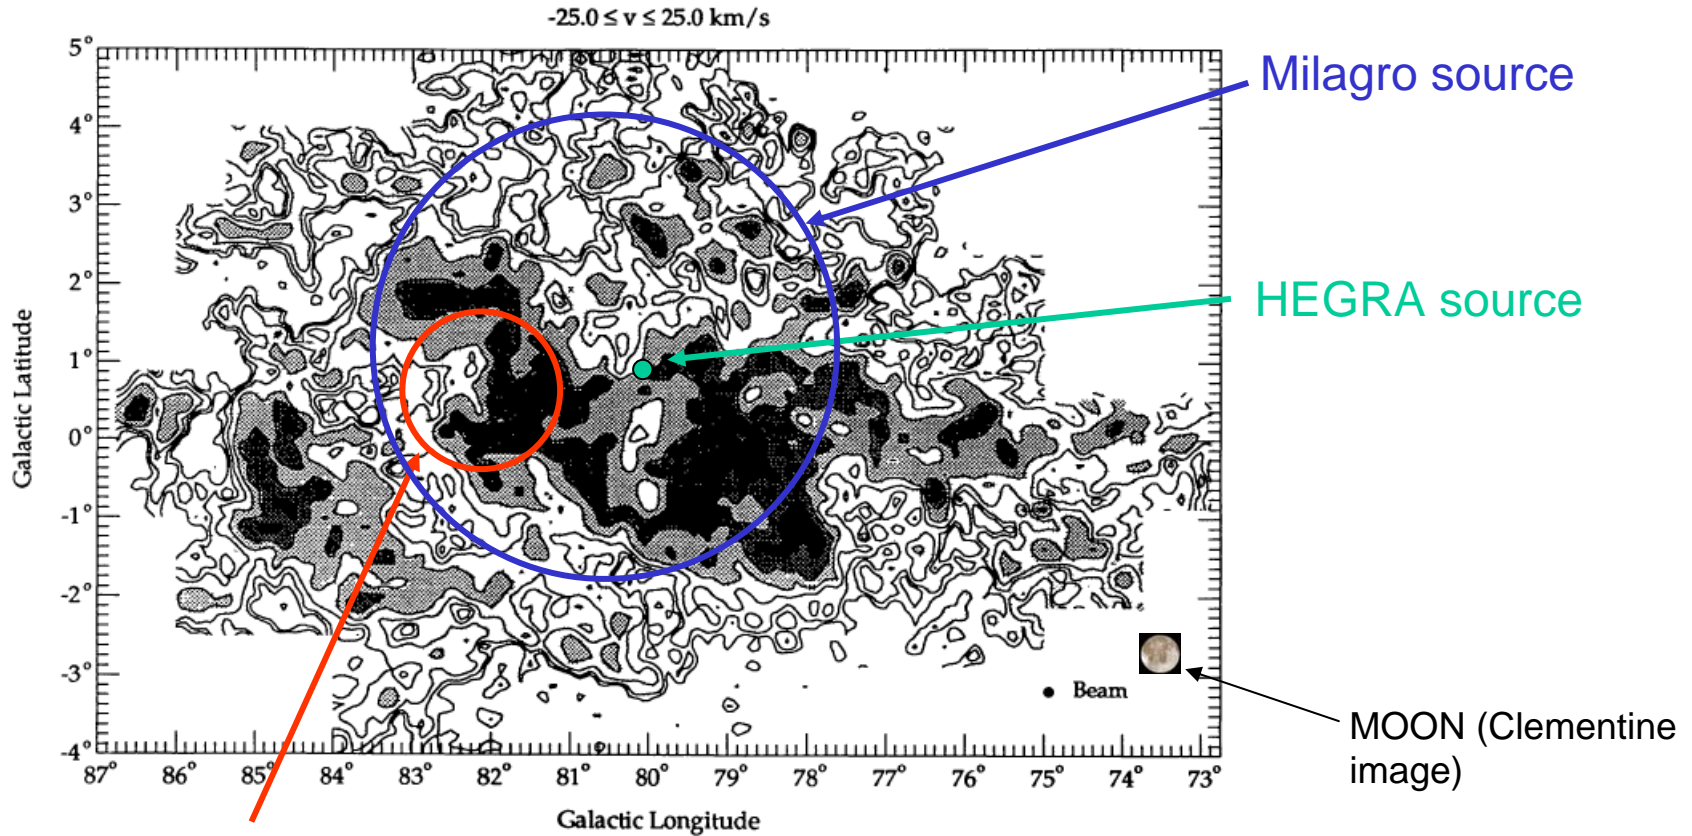 -25.0 ≤ v ≤ 25.0 km/s
Milagro source
HEGRA source
MOON (Clementine
image)
Beam
Galactic Latitude
5°
4°
3°
2°
1°
0°
-1°
-2°
-3°
-4°
87° 86° 85° 84° 83° 82° 81° 80° 79° 78° 77° 76° 75° 74° 73°
Galactic Longitude